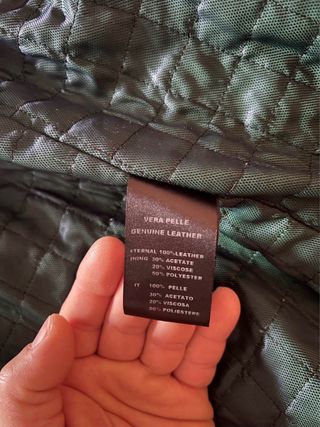 VERA PELLE
GENUINE LEATHER
XTERNAL 100%LEATHER
INING 30% ACETATE
20% VISCOSE
50% POLYESTER
IT 100% PELLE
30% ACETATO
20% VISCOSA
50% POLIESTERE